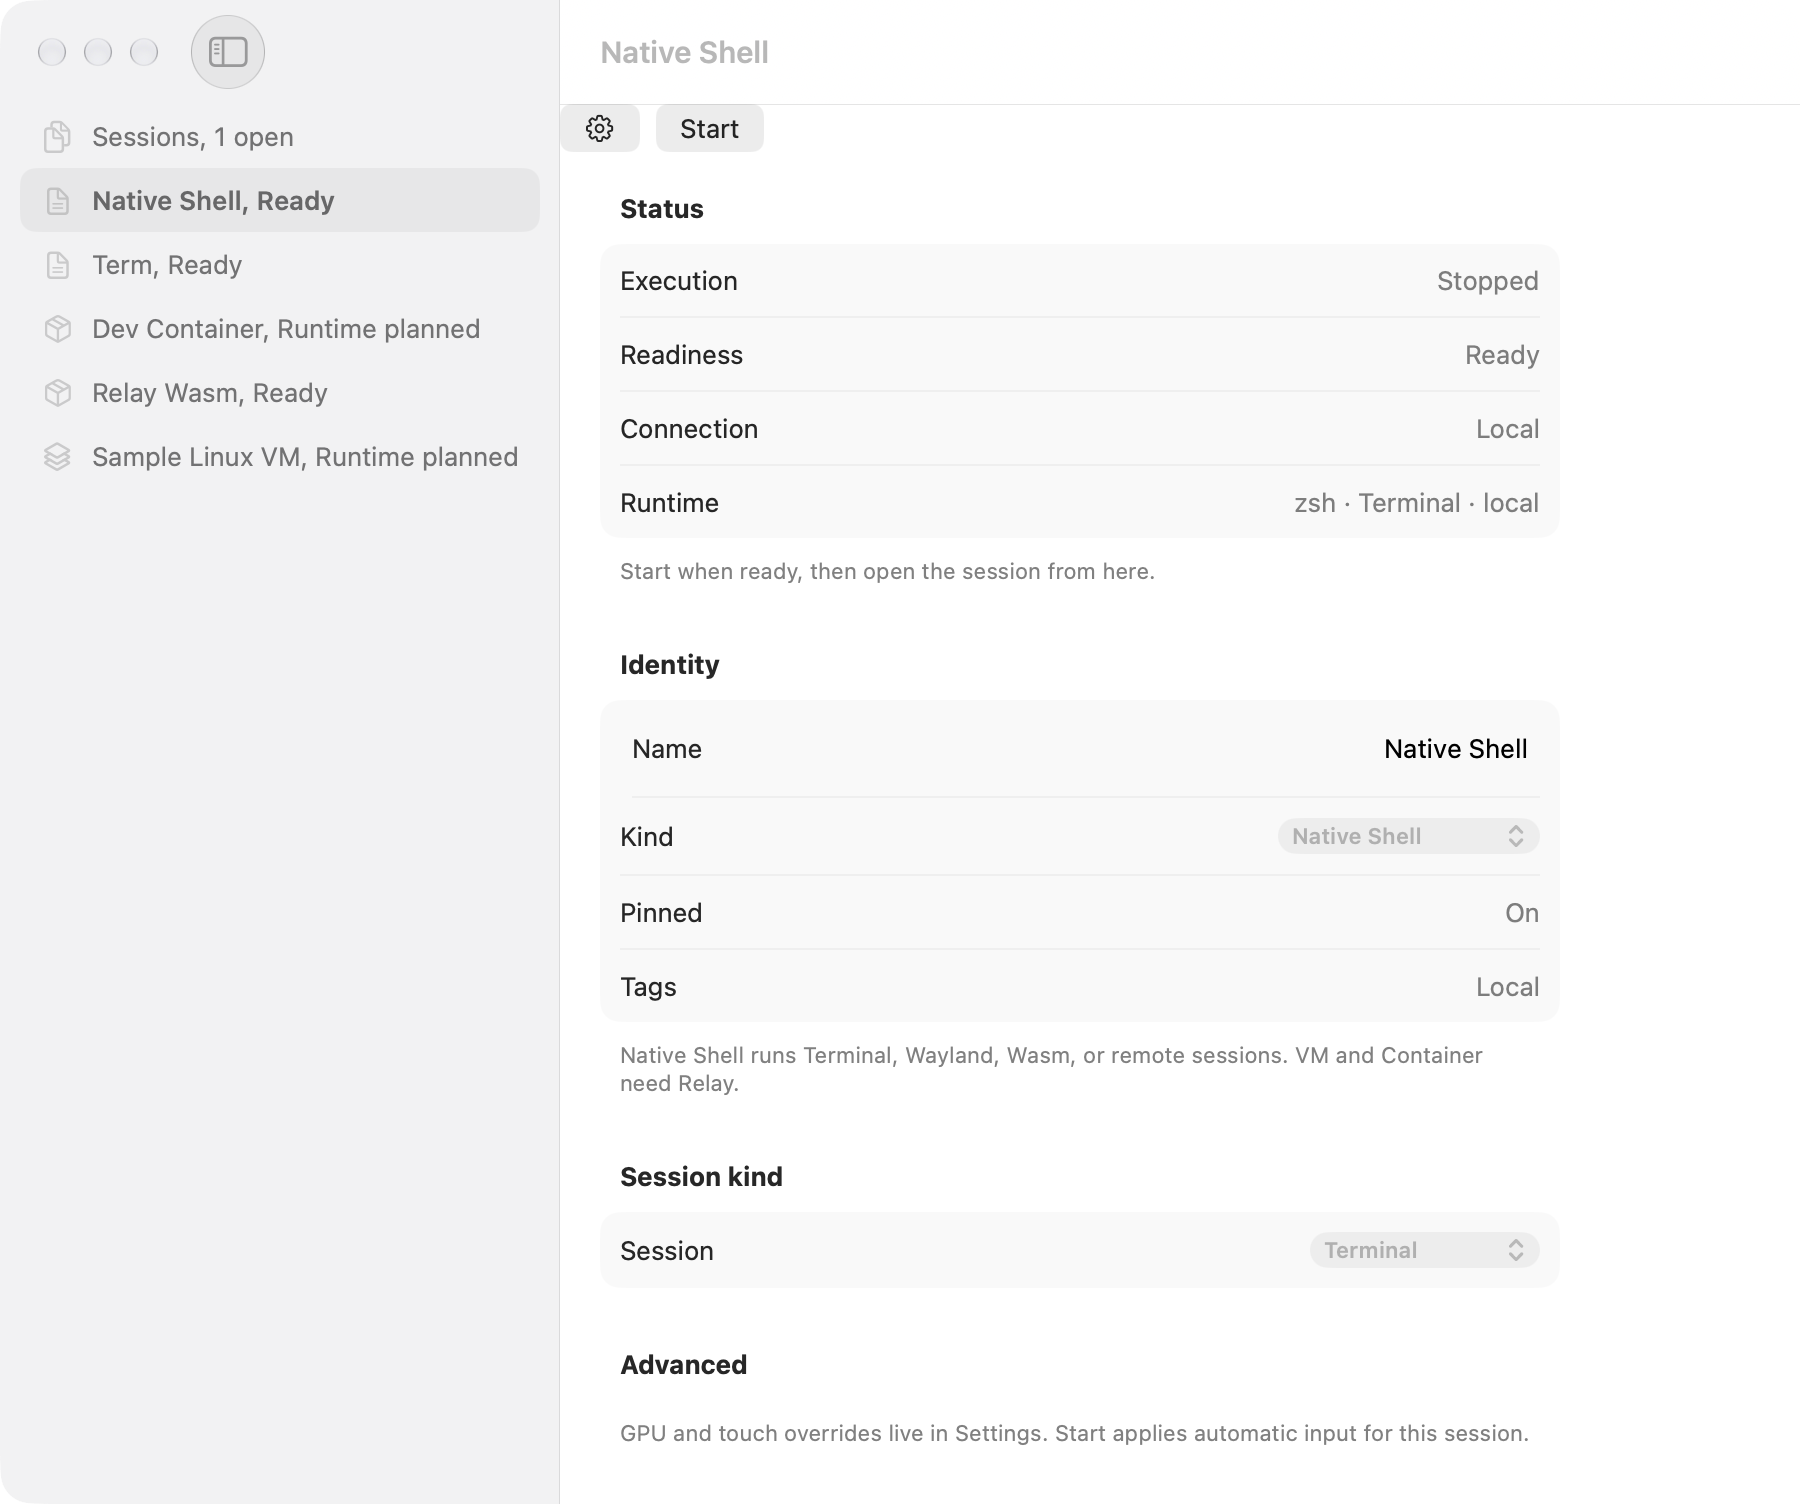 Native Shell
Sessions, 1 open
Native Shell, Ready
Term, Ready
Dev Container, Runtime planned
Relay Wasm, Ready
Sample Linux VM, Runtime planned
Start
Status
Execution Stopped
Readiness Ready
Connection Local
Runtime zsh · Terminal · local
Start when ready, then open the session from here.
Identity
Name Native Shell
Kind Native Shell
Pinned On
Tags Local
Native Shell runs Terminal, Wayland, Wasm, or remote sessions. VM and Container
need Relay.
Session kind
Session Terminal
Advanced
GPU and touch overrides live in Settings. Start applies automatic input for this session.